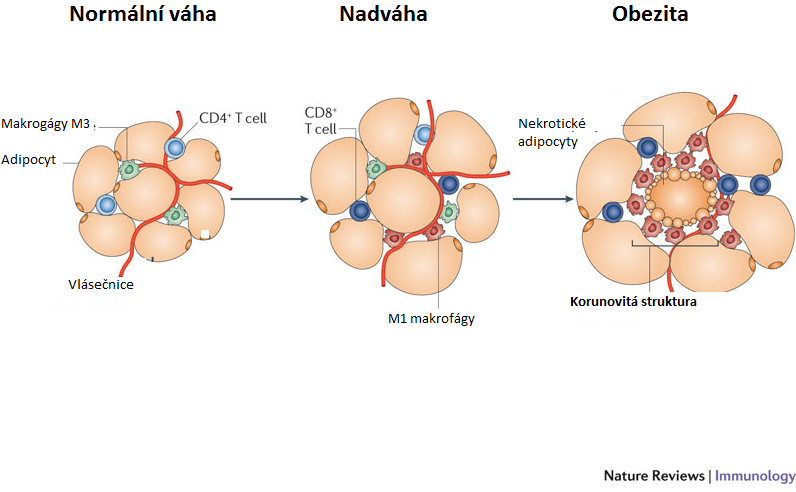 Normální váha
Nadváha
Obezita
Makrogágy M3
CD4⁺ T cell
Adipocyt
Vlásečnice
CD8⁺
T cell
M1 makrofágy
Nekrotické
adipocyty
Korunovitá struktura
Nature Reviews | Immunology